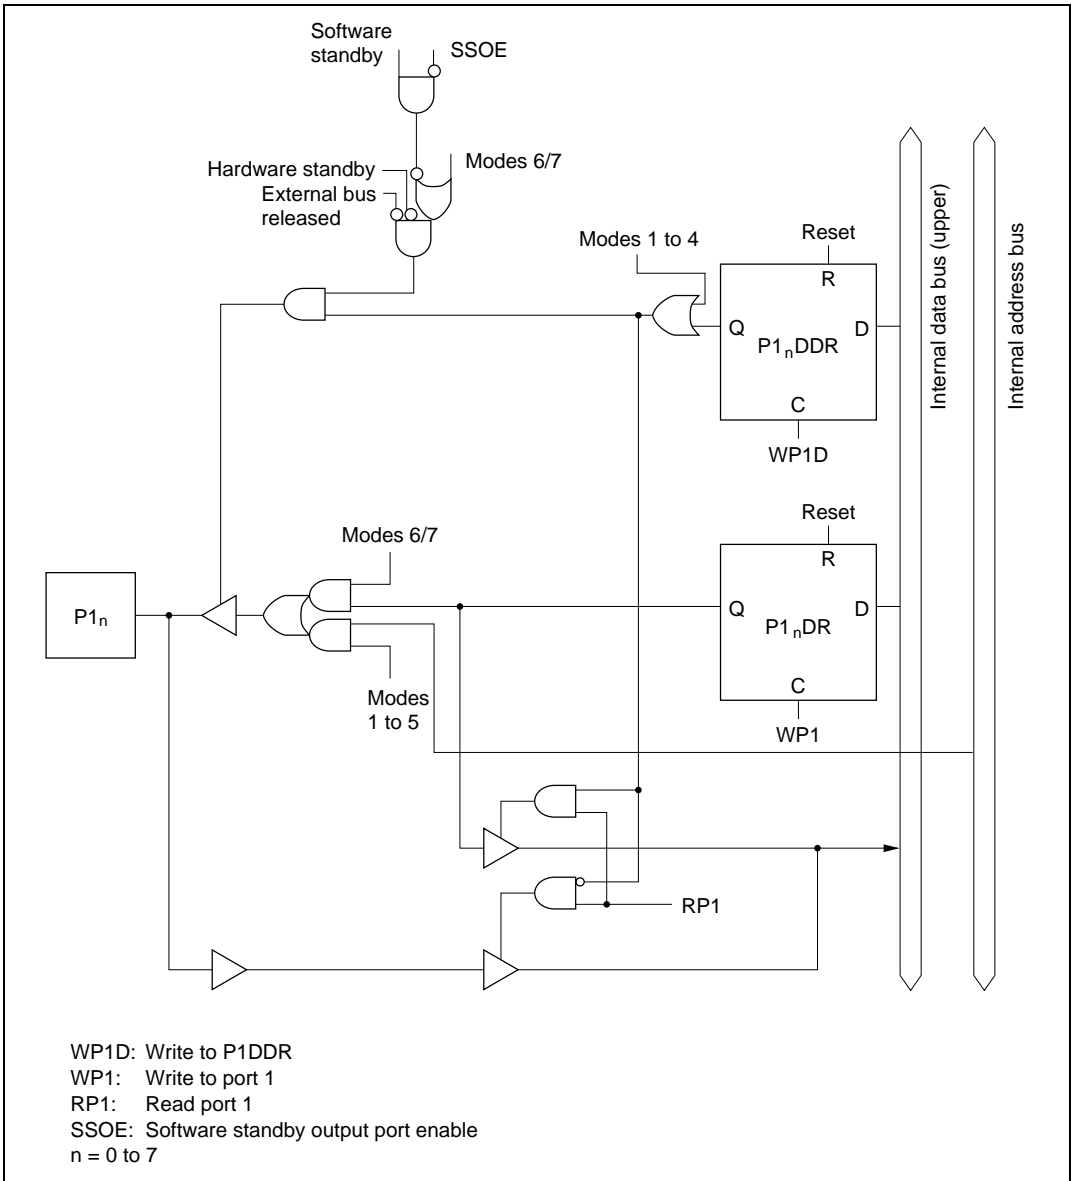 Software
standby
SSOE
Hardware standby
Modes 6/7
External bus
released
Modes 1 to 4
Reset
R
Q
D
P1nDDR
C
WP1D
Internal data bus (upper)
Internal address bus
Modes 6/7
Reset
R
P1n
Q
D
P1nDR
C
WP1
Modes
1 to 5
RP1
WP1D: Write to P1DDR
WP1: Write to port 1
RP1: Read port 1
SSOE: Software standby output port enable
n = 0 to 7